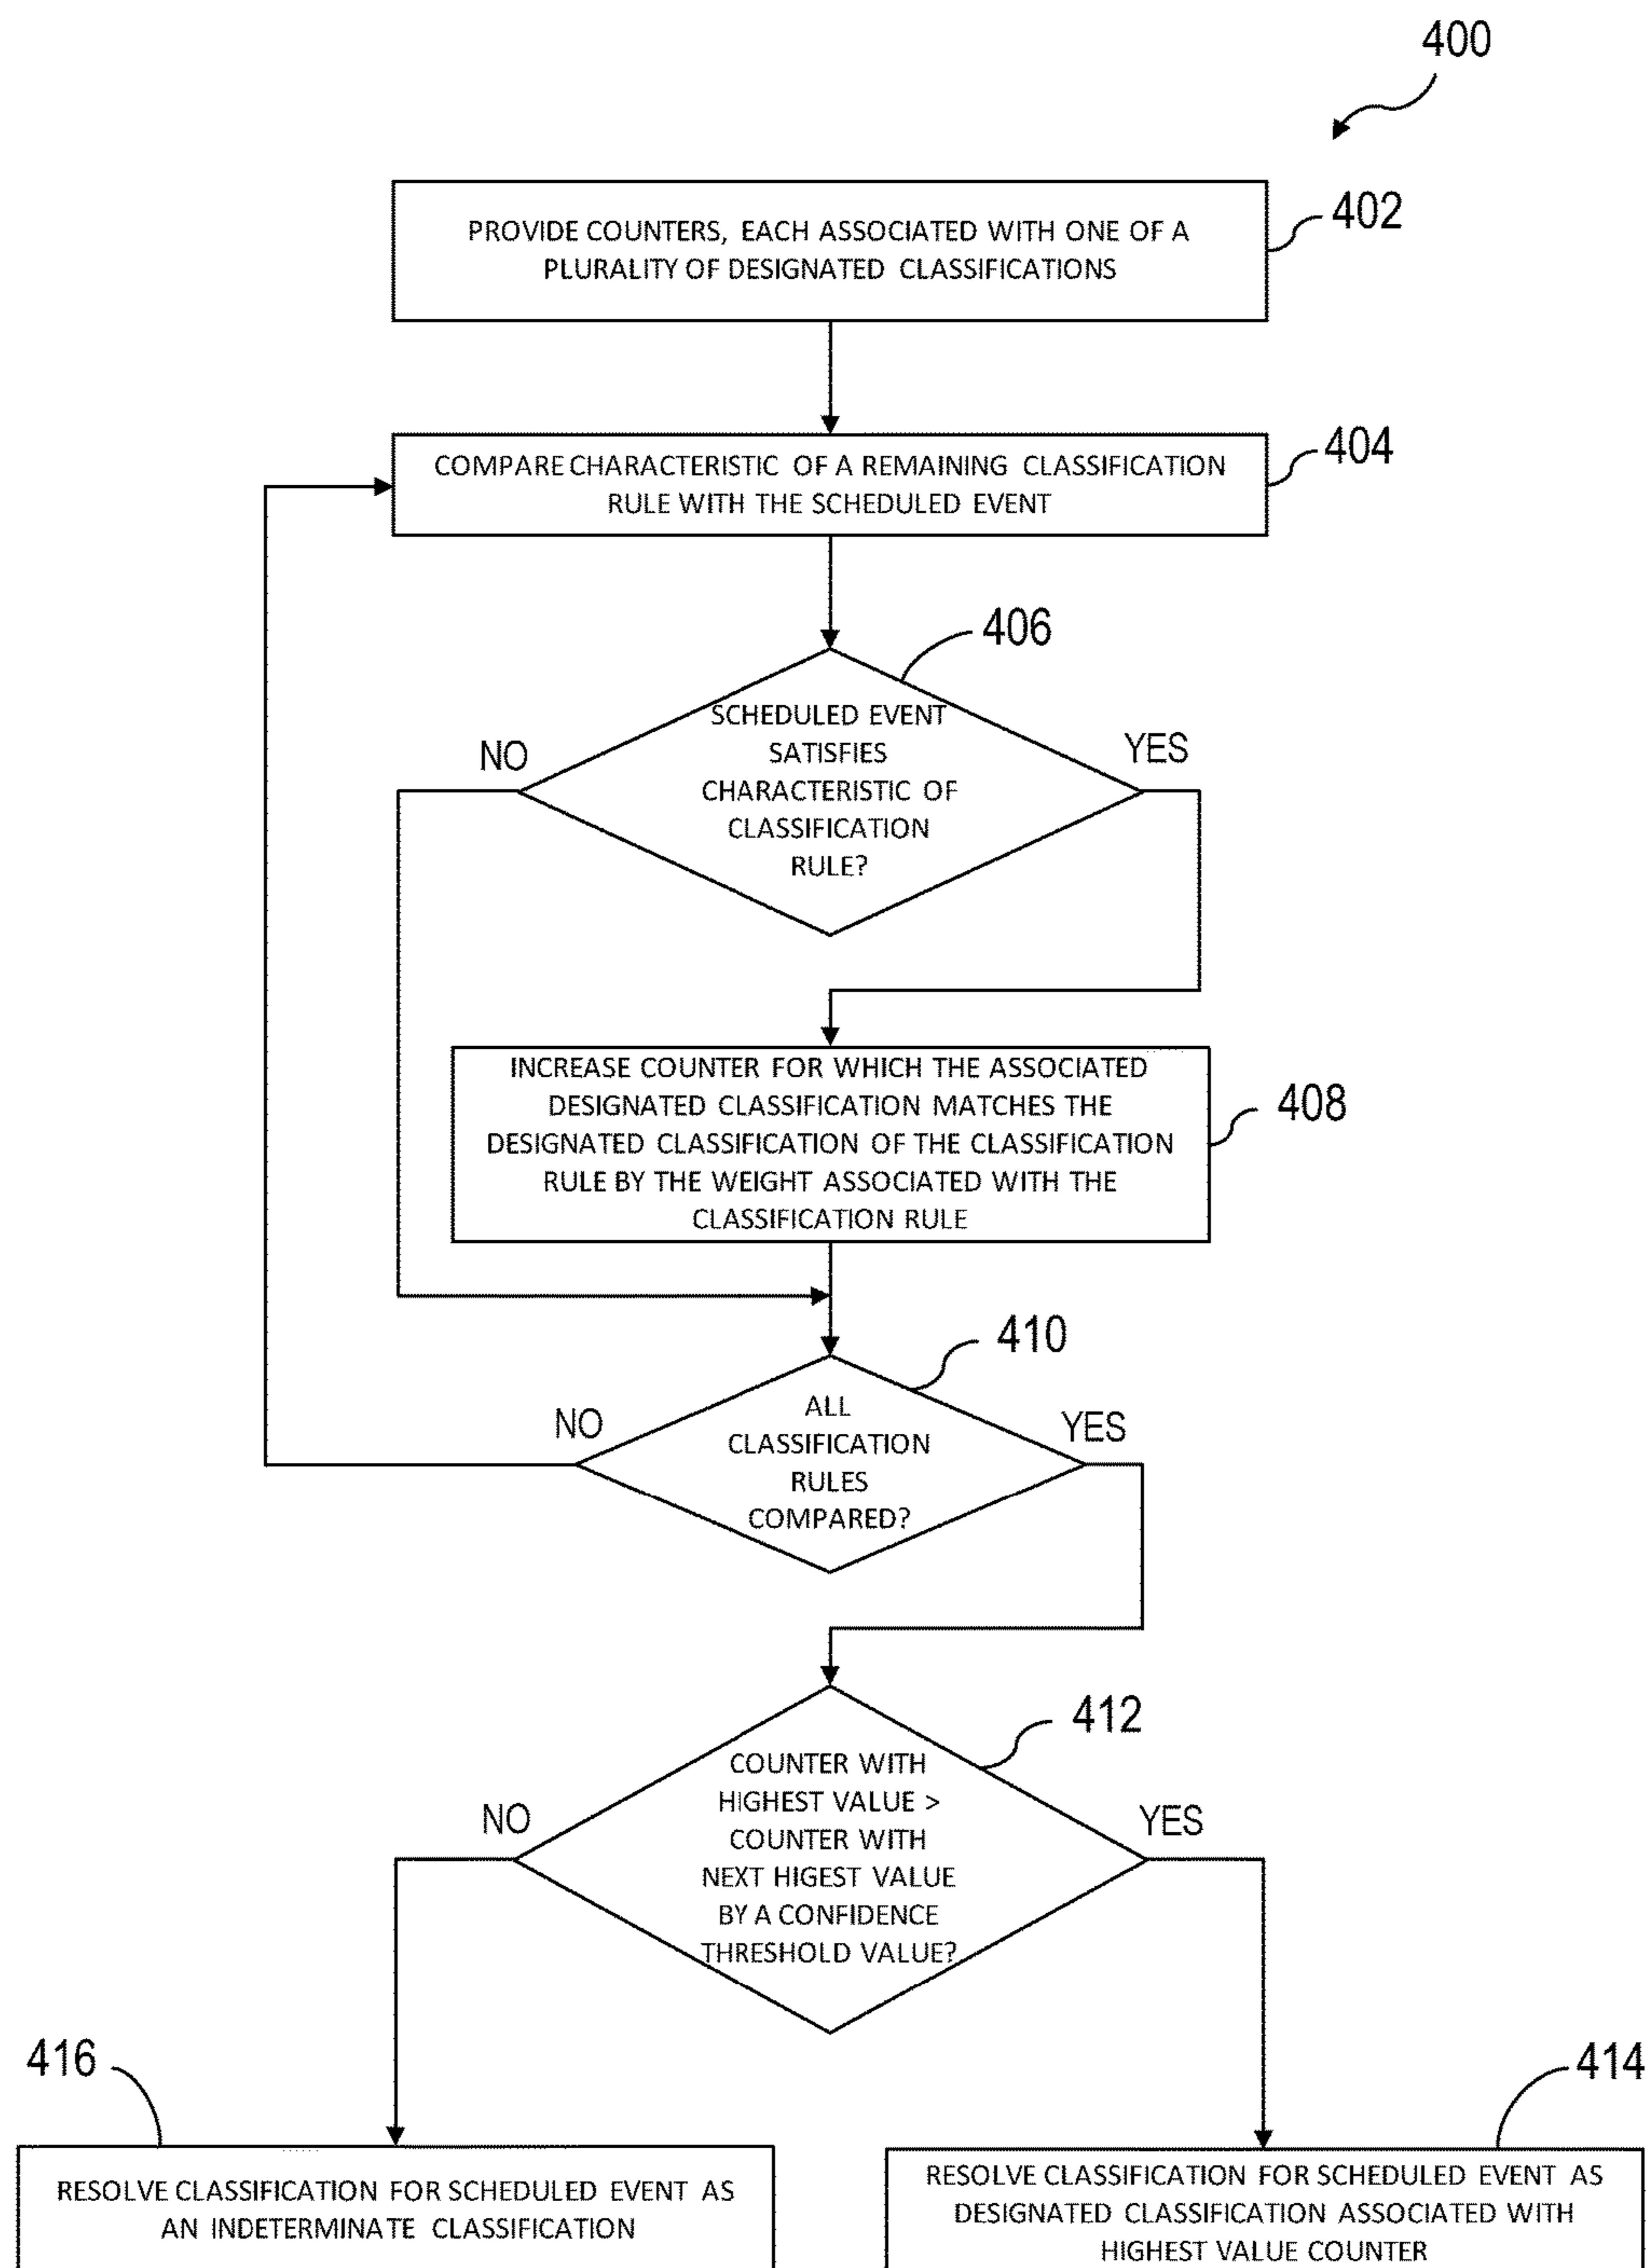 400
PROVIDE COUNTERS, EACH ASSOCIATED WITH ONE OF A
PLURALITY OF DESIGNATED CLASSIFICATIONS
402
COMPARE CHARACTERISTIC OF A REMAINING CLASSIFICATION
RULE WITH THE SCHEDULED EVENT
404
406
SCHEDULED EVENT
SATISFIES
CHARACTERISTIC OF
CLASSIFICATION
RULE?
NO
YES
INCREASE COUNTER FOR WHICH THE ASSOCIATED
DESIGNATED CLASSIFICATION MATCHES THE
DESIGNATED CLASSIFICATION OF THE CLASSIFICATION
RULE BY THE WEIGHT ASSOCIATED WITH THE
CLASSIFICATION RULE
408
410
ALL
CLASSIFICATION
RULES
COMPARED?
NO
YES
412
COUNTER WITH
HIGHEST VALUE >
COUNTER WITH
NEXT HIGEST VALUE
BY A CONFIDENCE
THRESHOLD VALUE?
NO
YES
416
RESOLVE CLASSIFICATION FOR SCHEDULED EVENT AS
AN INDETERMINATE CLASSIFICATION
414
RESOLVE CLASSIFICATION FOR SCHEDULED EVENT AS
DESIGNATED CLASSIFICATION ASSOCIATED WITH
HIGHEST VALUE COUNTER